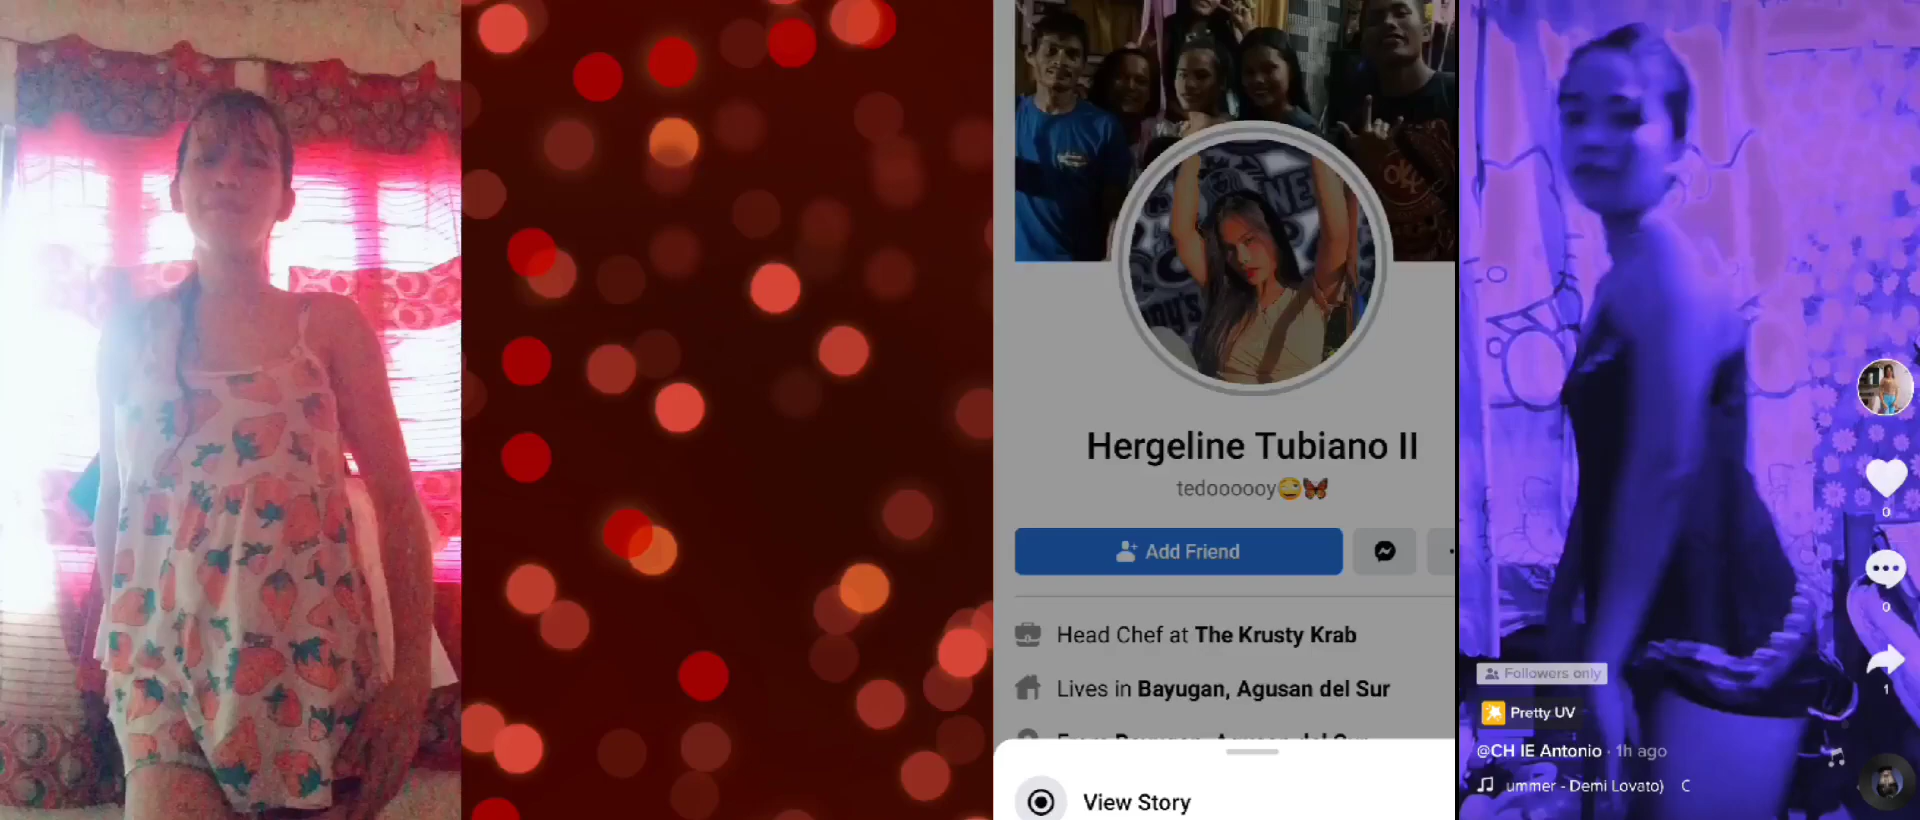 Hergeline Tubiano II
tedoooooy
Add Friend
Head Chef at The Krusty Krab
Lives in Bayugan, Agusan del Sur
View Story
Followers only
Pretty UV
@CH IE Antonio · 1h ago
ummer - Demi Lovato) C
0
0
1